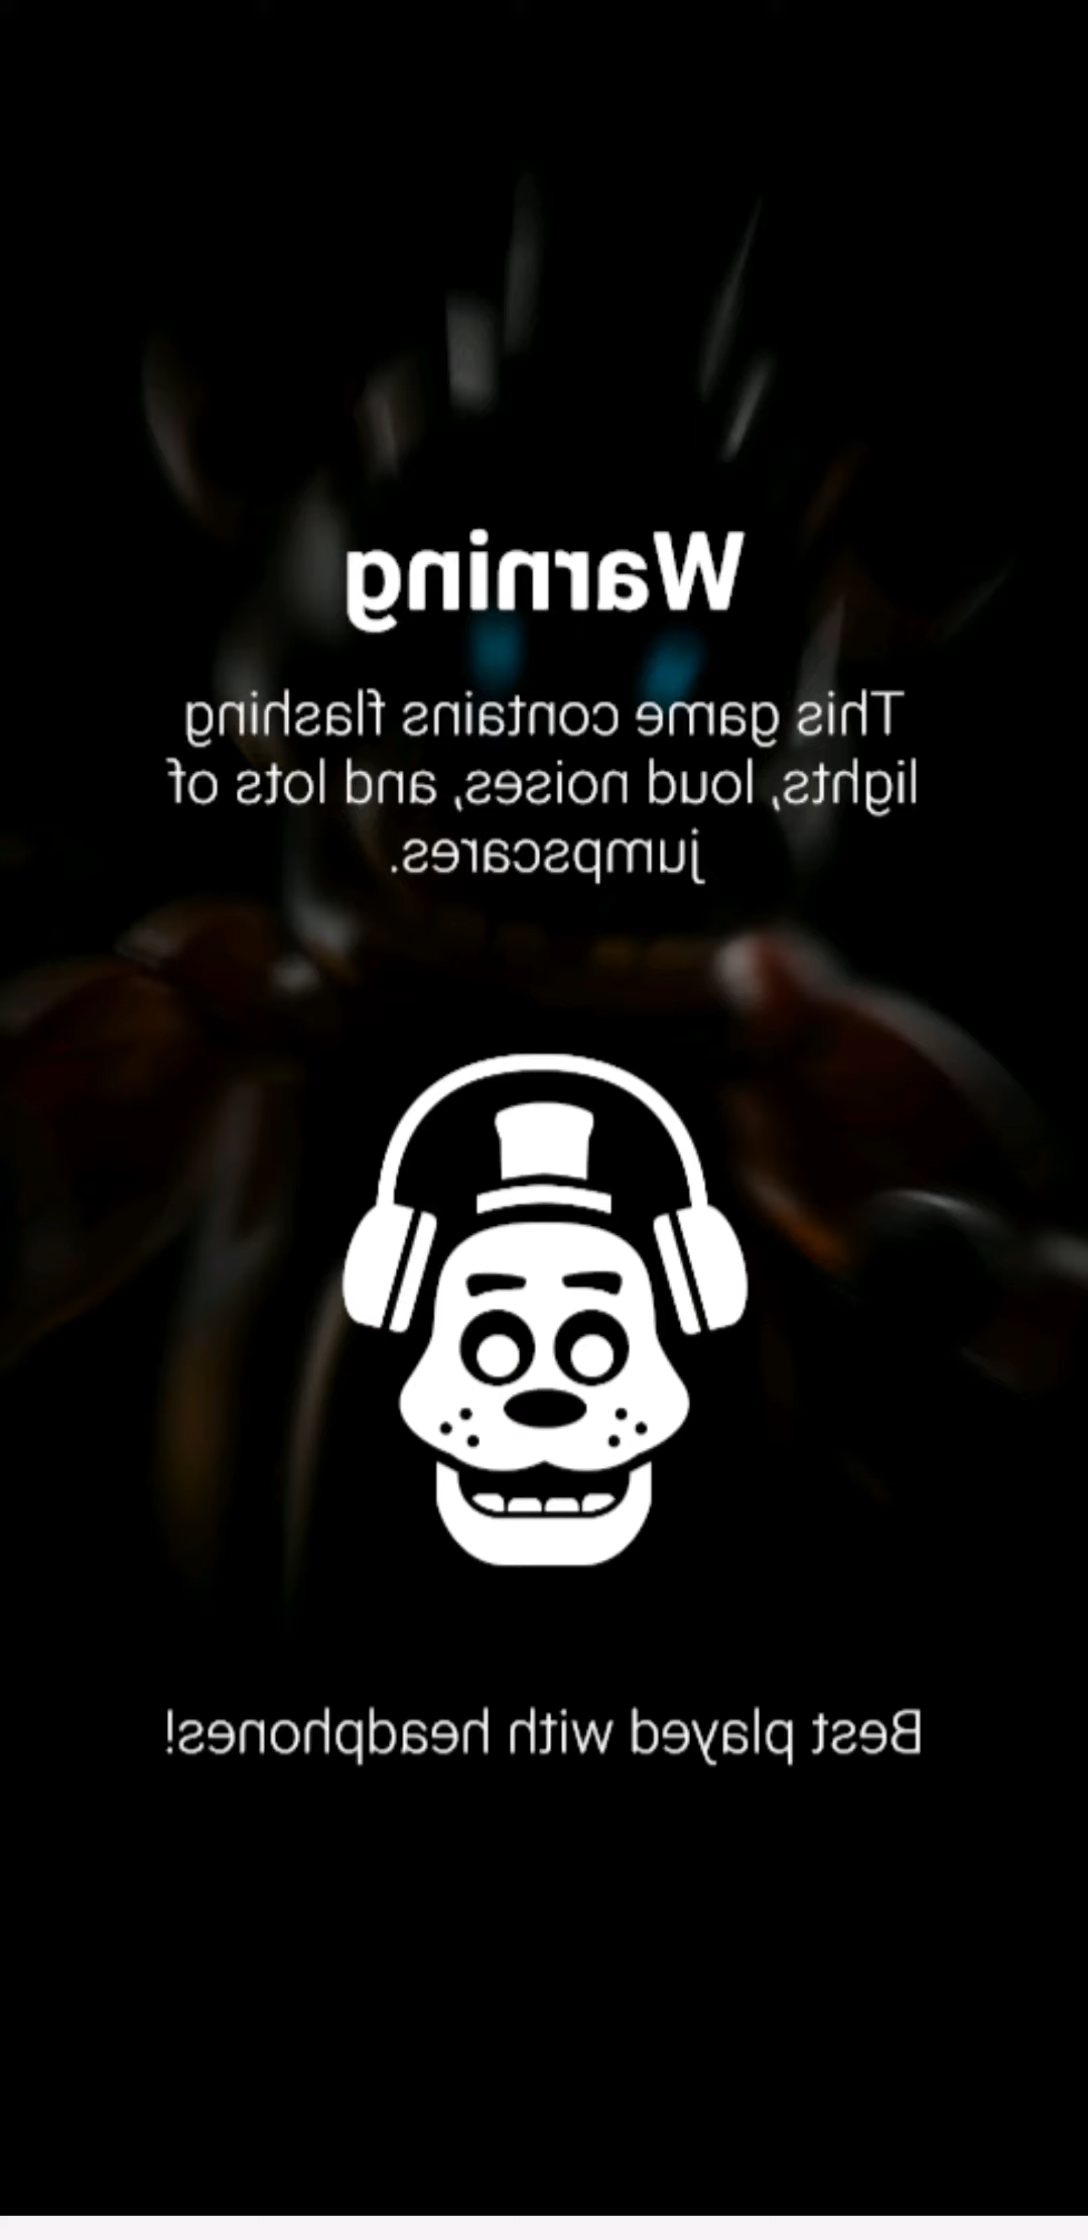 Warning
This game contains flashing
lights, loud noises, and lots of
jumpscares.
Best played with headphones!